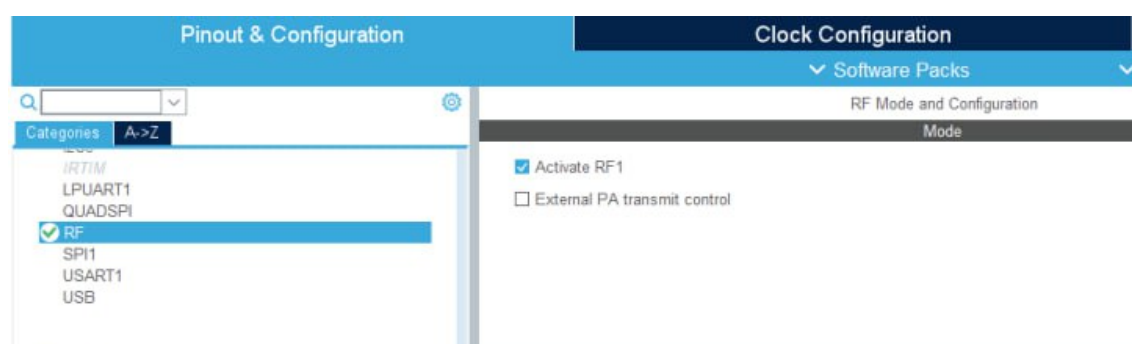 Pinout & Configuration
Clock Configuration
Software Packs
RF Mode and Configuration
Categories
A->Z
Mode
IRTIM
LPUART1
QUADSPI
RF
SPI1
USART1
USB
Activate RF1
External PA transmit control